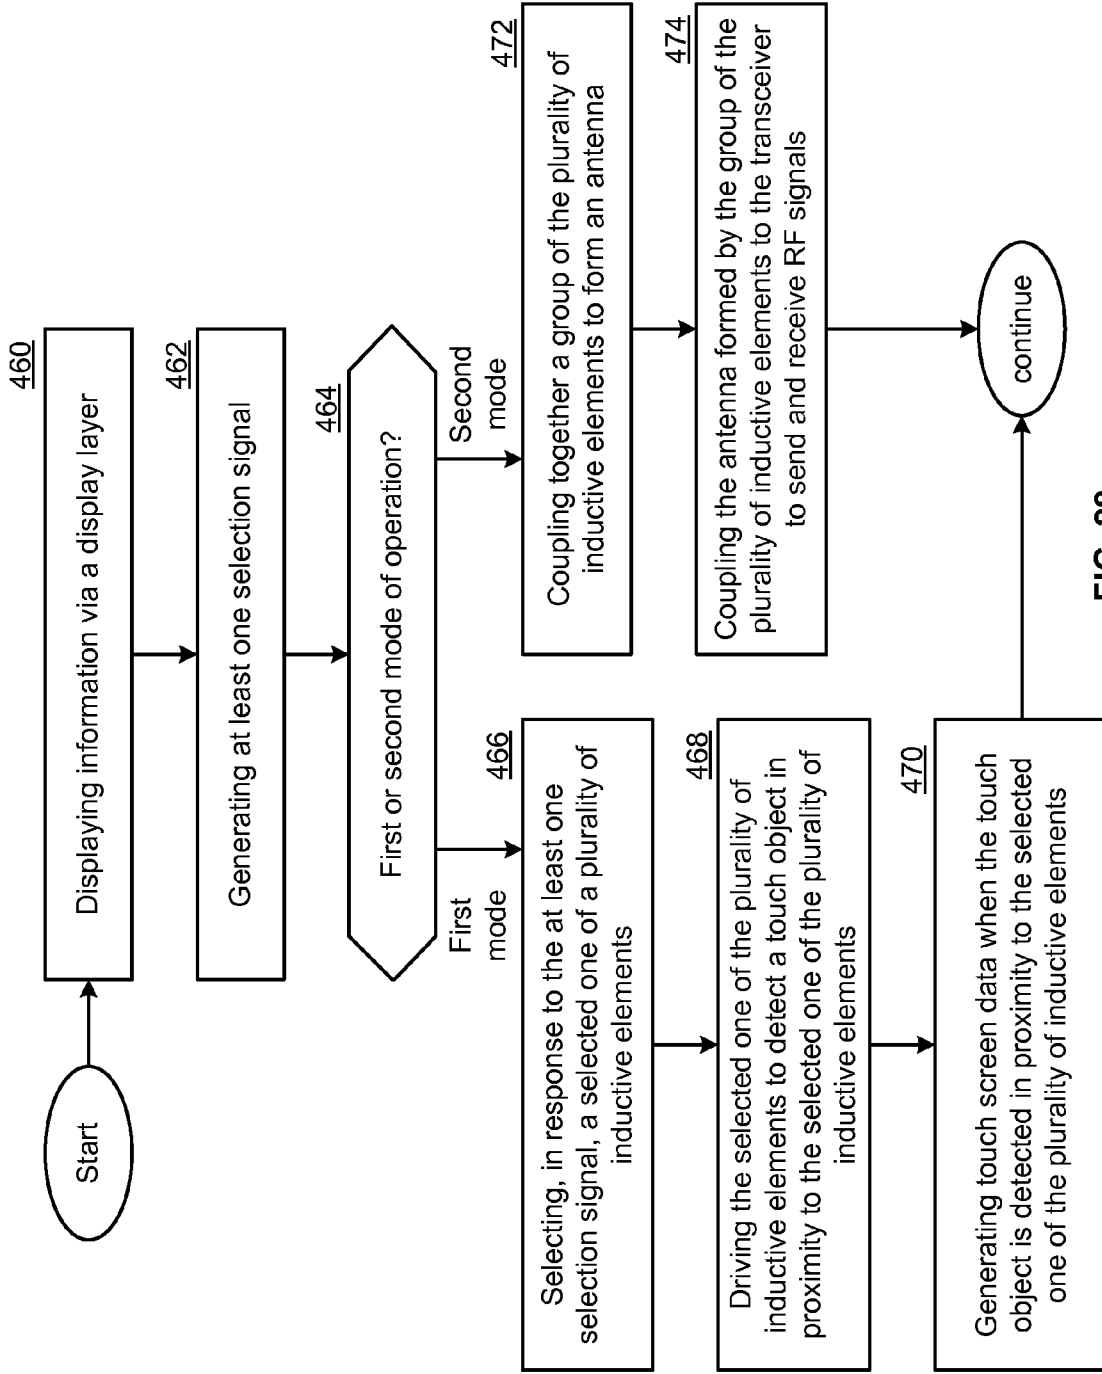 Start
460
Displaying information via a display layer
462
Generating at least one selection signal
464
First or second mode of operation?
First
mode
Second
mode
466
Selecting, in response to the at least one
selection signal, a selected one of a plurality of
inductive elements
468
Driving the selected one of the plurality of
inductive elements to detect a touch object in
proximity to the selected one of the plurality of
inductive elements
470
Generating touch screen data when the touch
object is detected in proximity to the selected
one of the plurality of inductive elements
472
Coupling together a group of the plurality of
inductive elements to form an antenna
474
Coupling the antenna formed by the group of the
plurality of inductive elements to the transceiver
to send and receive RF signals
continue
FIG.